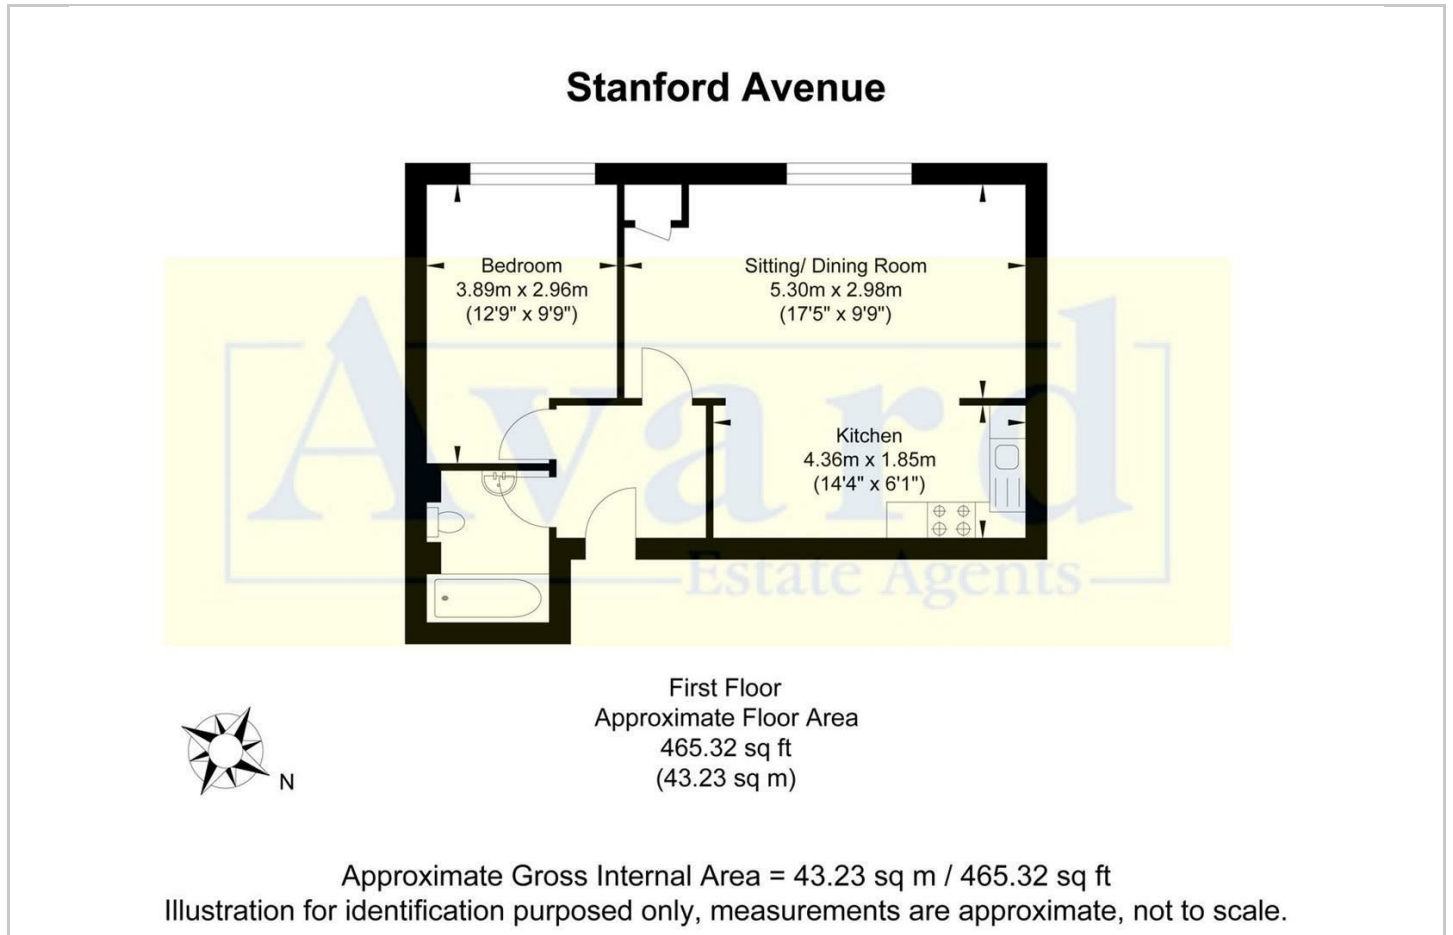 Stanford Avenue
Bedroom
3.89m x 2.96m
(12'9" x 9'9")
Sitting/ Dining Room
5.30m x 2.98m
(17'5" x 9'9")
Kitchen
4.36m x 1.85m
(14'4" x 6'1")
Avard
Estate Agents
First Floor
Approximate Floor Area
465.32 sq ft
(43.23 sq m)
N
Approximate Gross Internal Area = 43.23 sq m / 465.32 sq ft
Illustration for identification purposed only, measurements are approximate, not to scale.